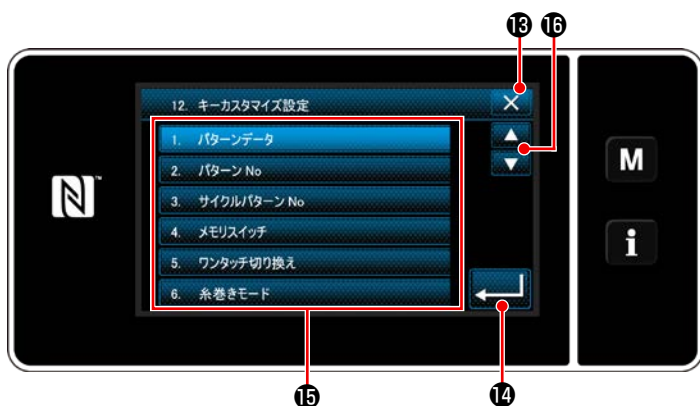 ⓭ ⓰
12. キーカスタマイズ設定
1. パターンデータ
2. パターン No
3. サイクルパターン No
4. メモリスイッチ
5. ワンタッチ切り換え
6. 糸巻きモード
N™
M
i
⓯ ⓮